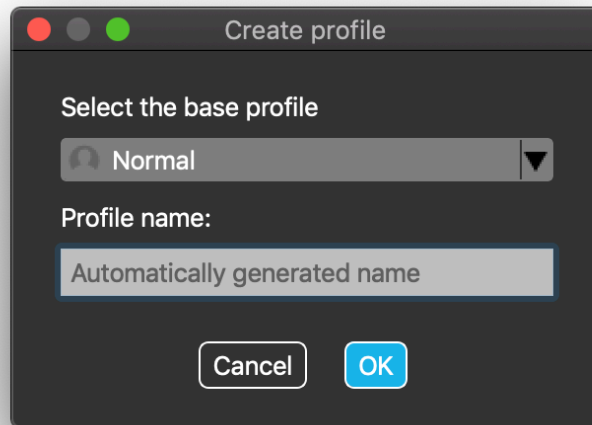 Create profile
Select the base profile
Normal
Profile name:
Automatically generated name
Cancel
OK